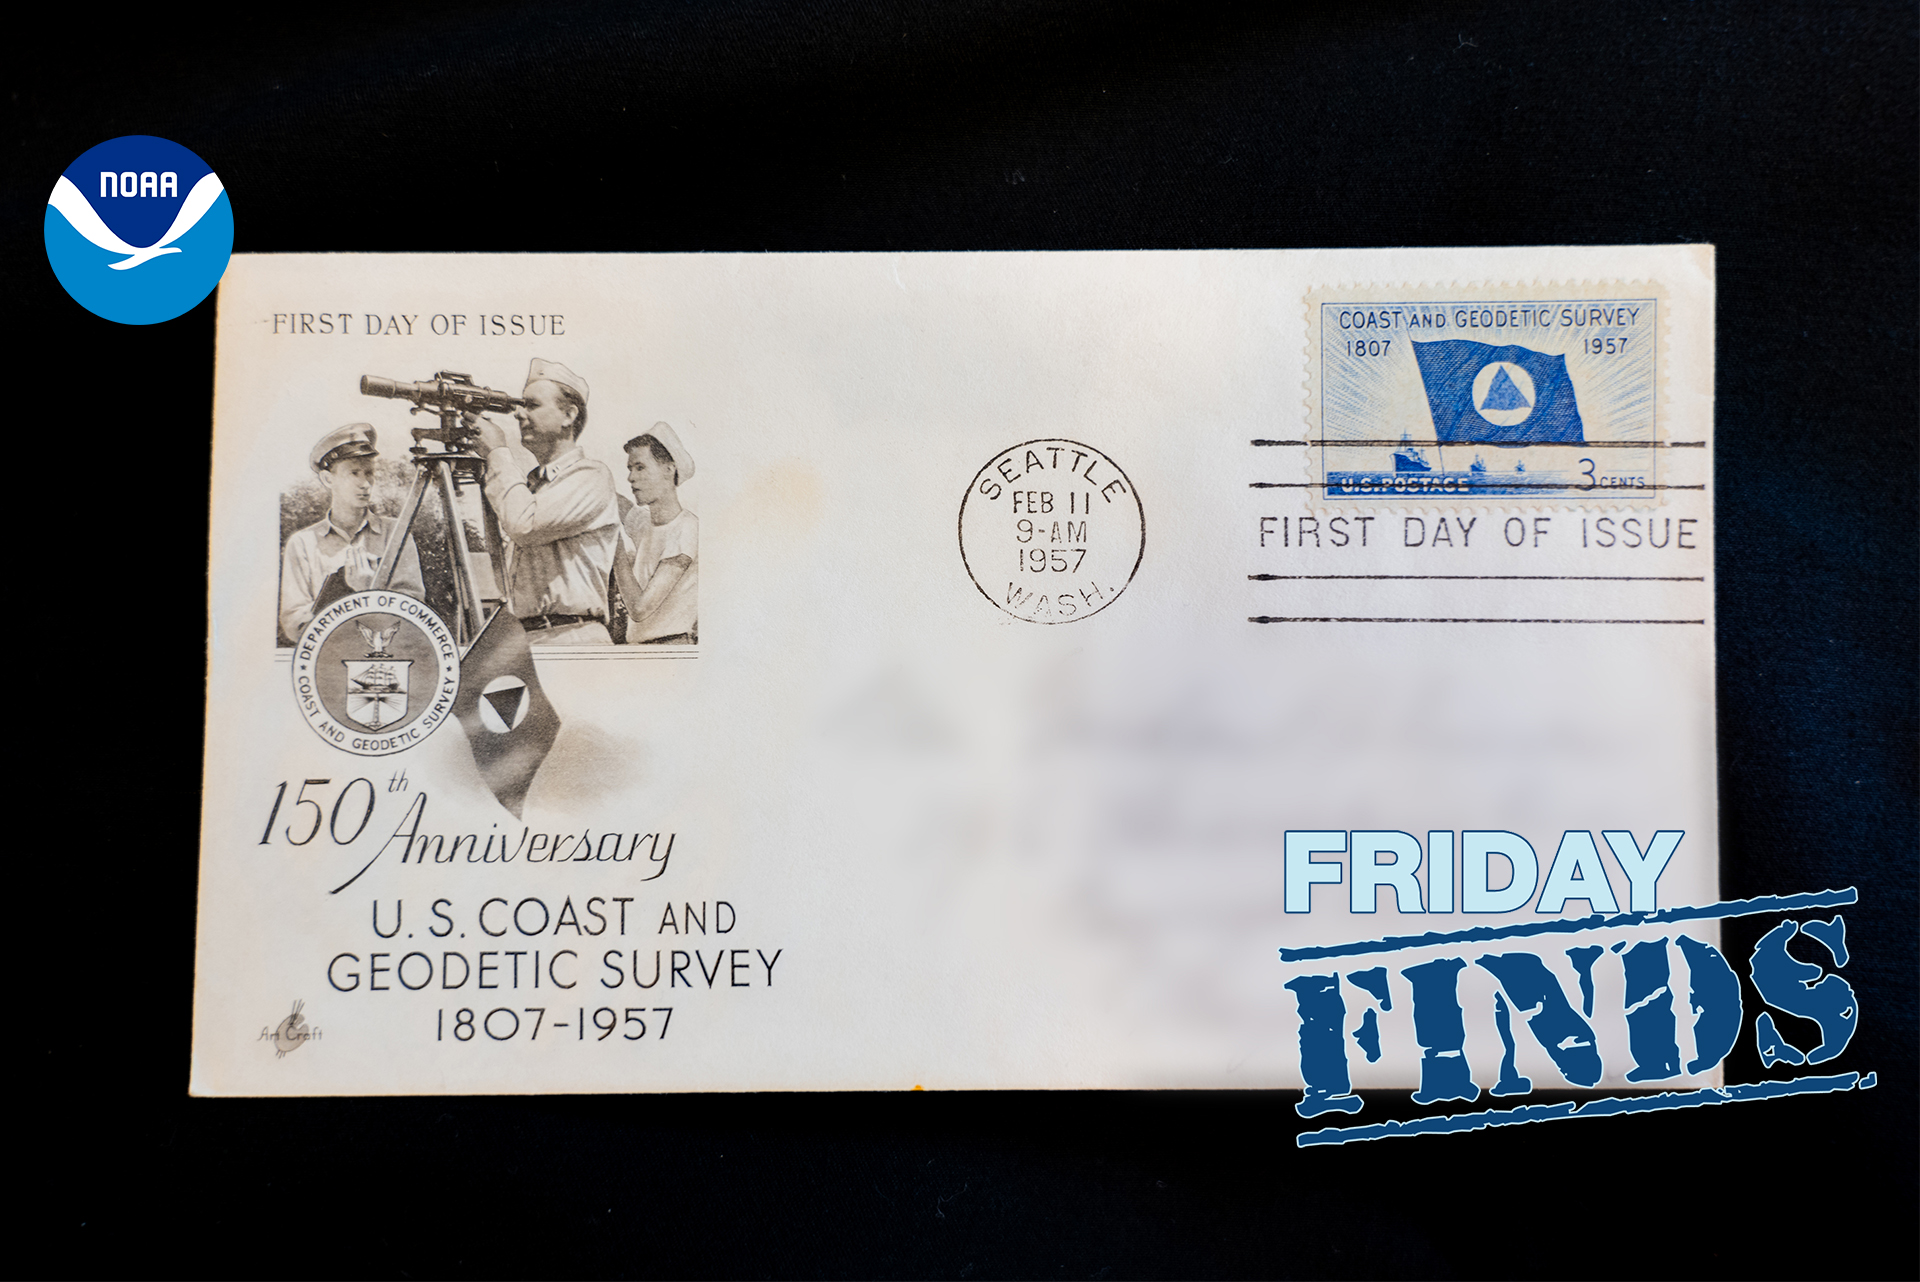 NOAA
FIRST DAY OF ISSUE
DEPARTMENT OF COMMERCE
COAST AND GEODETIC SURVEY
150th Anniversary
U. S. COAST AND
GEODETIC SURVEY
1807-1957
Art Craft
SEATTLE
FEB 11
9-AM
1957
WASH.
COAST AND GEODETIC SURVEY
1807 1957
U.S. POSTAGE 3 CENTS
FIRST DAY OF ISSUE
FRIDAY
FINDS